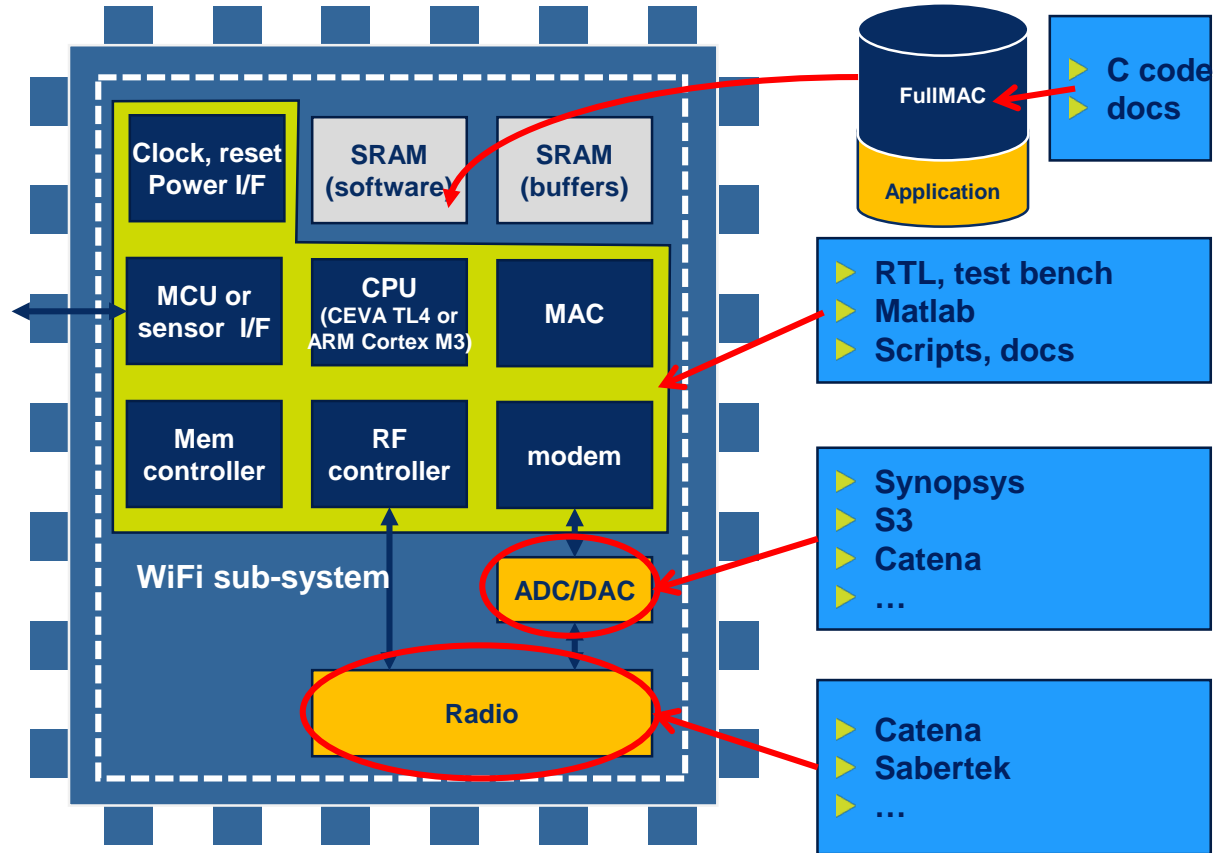 Clock, reset
Power I/F
SRAM
(software)
SRAM
(buffers)
FullMAC
Application
C code
docs
MCU or
sensor I/F
CPU
(CEVA TL4 or
ARM Cortex M3)
MAC
RTL, test bench
Matlab
Scripts, docs
Mem
controller
RF
controller
modem
WiFi sub-system
ADC/DAC
Synopsys
S3
Catena
…
Radio
Catena
Sabertek
…